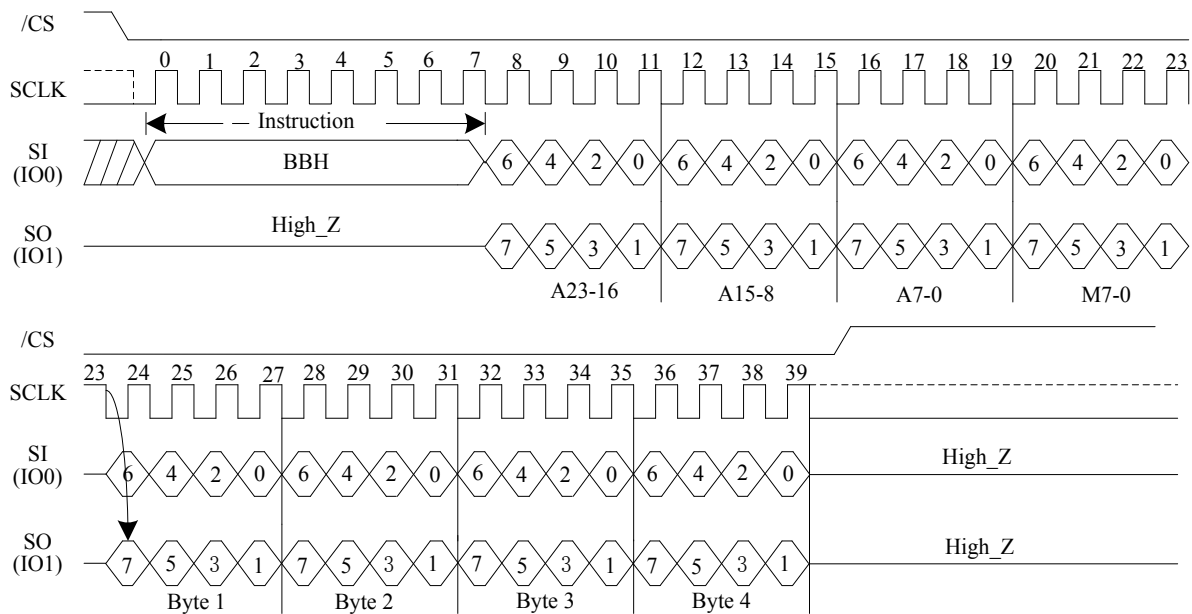 /CS
0 1 2 3 4 5 6 7 8 9 10 11 12 13 14 15 16 17 18 19 20 21 22 23
SCLK
Instruction
SI
(IO0)
BBH 6 4 2 0 6 4 2 0 6 4 2 0 6 4 2 0
High_Z
SO
(IO1)
7 5 3 1 7 5 3 1 7 5 3 1 7 5 3 1
A23-16 A15-8 A7-0 M7-0
/CS
23 24 25 26 27 28 29 30 31 32 33 34 35 36 37 38 39
SCLK
SI
(IO0)
6 4 2 0 6 4 2 0 6 4 2 0 6 4 2 0 High_Z
SO
(IO1)
7 5 3 1 7 5 3 1 7 5 3 1 7 5 3 1 High_Z
Byte 1 Byte 2 Byte 3 Byte 4